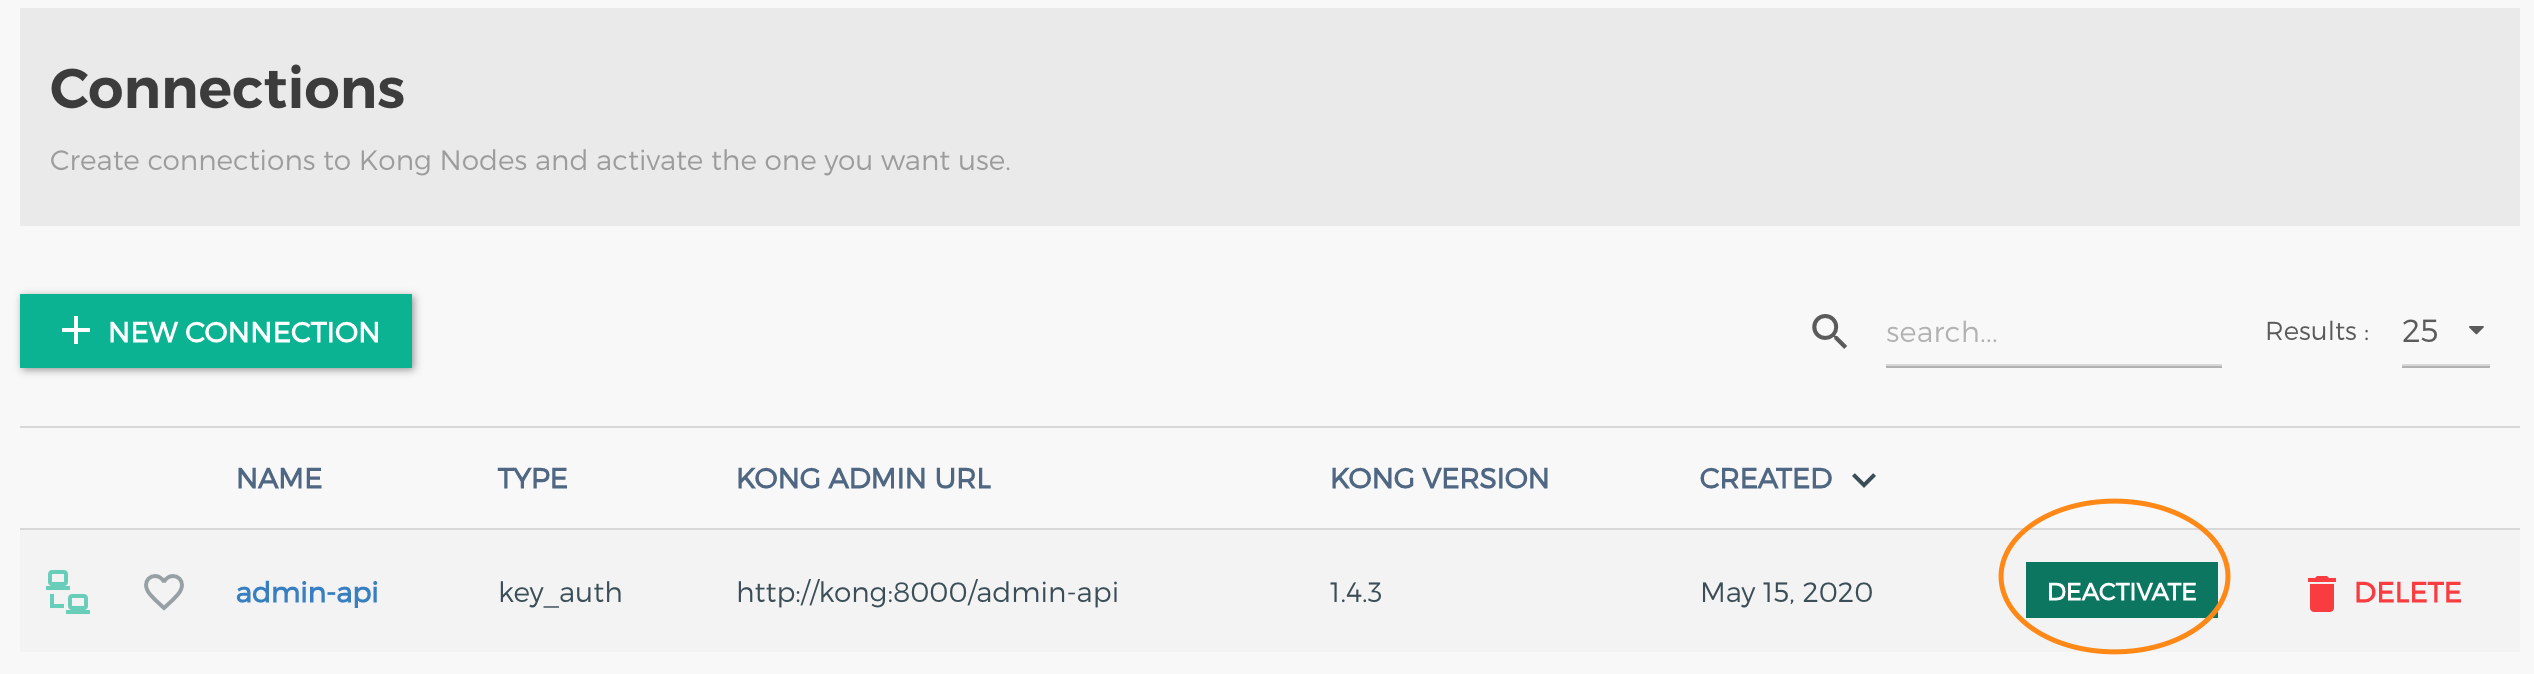 Connections
Create connections to Kong Nodes and activate the one you want use.
NEW CONNECTION
search...
Results :
25
NAME TYPE KONG ADMIN URL KONG VERSION CREATED
admin-api key_auth http://kong:8000/admin-api 1.4.3 May 15, 2020 DEACTIVATE DELETE